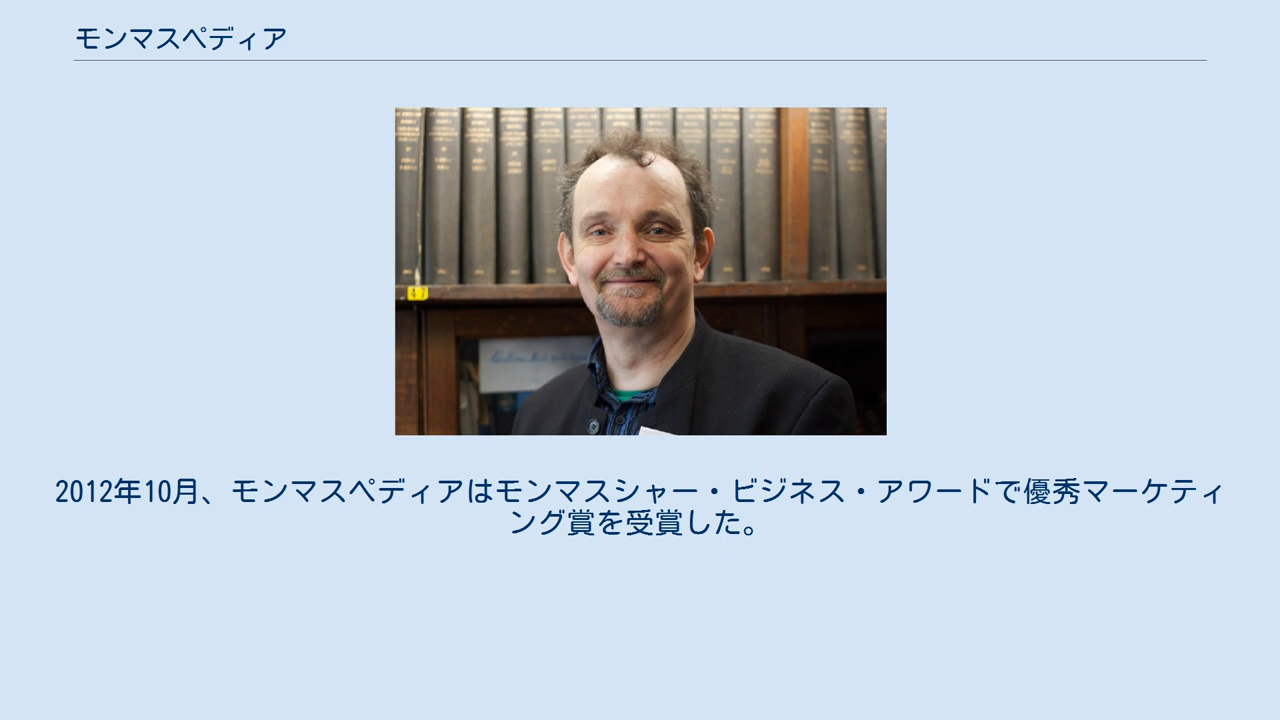 モンマスペディア
47
2012年10月、モンマスペディアはモンマスシャー・ビジネス・アワードで優秀マーケティ
ング賞を受賞した。